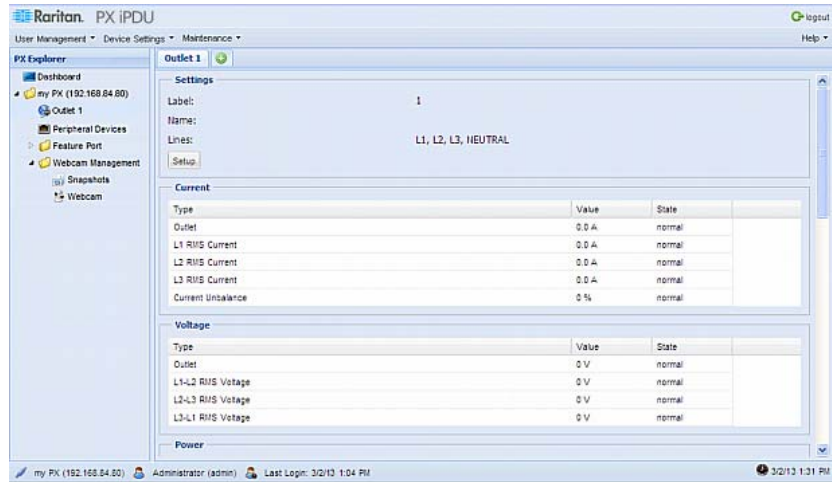 Raritan. PX iPDU
logout
User Management Device Settings Maintenance Help
PX Explorer
Dashboard
my PX (192.168.84.80)
Outlet 1
Peripheral Devices
Feature Port
Webcam Management
Snapshots
Webcam
Outlet 1
Settings
Label: 1
Name:
Lines: L1, L2, L3, NEUTRAL
Setup
Current
Type Value State
Outlet 0.0 A normal
L1 RMS Current 0.0 A normal
L2 RMS Current 0.0 A normal
L3 RMS Current 0.0 A normal
Current Unbalance 0 % normal
Voltage
Type Value State
Outlet 0 V normal
L1-L2 RMS Voltage 0 V normal
L2-L3 RMS Voltage 0 V normal
L3-L1 RMS Voltage 0 V normal
Power
my PX (192.168.84.80) Administrator (admin) Last Login: 3/2/13 1:04 PM 3/2/13 1:31 PM